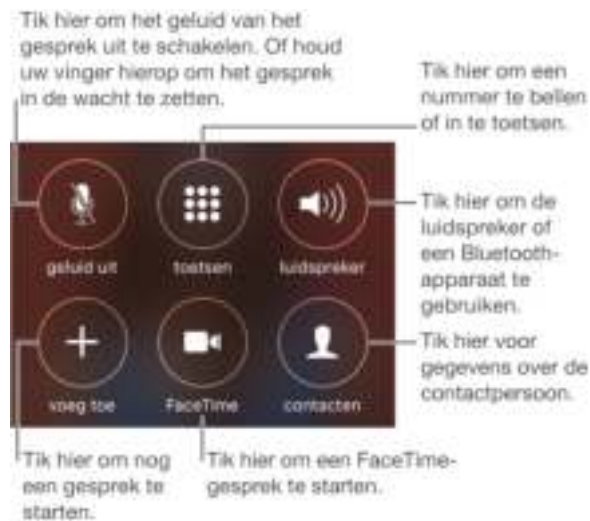 Tik hier om het geluid van het
gesprek uit te schakelen. Of houd
uw vinger hierop om het gesprek
in de wacht te zetten.
Tik hier om een
nummer te bellen
of in te toetsen.
geluid uit
toetsen
luidspreker
Tik hier om de
luidspreker of
een Bluetooth-
apparaat te
gebruiken.
voeg toe
FaceTime
contacten
Tik hier voor
gegevens over de
contactpersoon.
Tik hier om nog
een gesprek te
starten.
Tik hier om een FaceTime-
gesprek te starten.